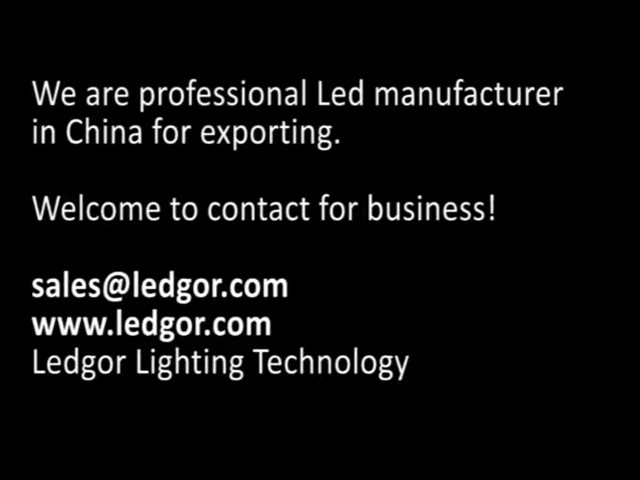 We are professional Led manufacturer
in China for exporting.
Welcome to contact for business!
sales@ledgor.com
www.ledgor.com
Ledgor Lighting Technology